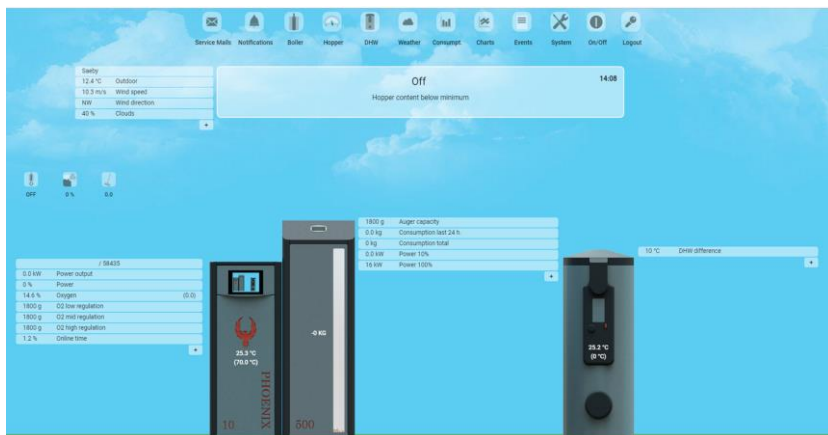 Service Mails Notifications Boiler Hopper DHW Weather Consumpt. Charts Events System On/Off Logout
Saeby
12.4 °C Outdoor
10.3 m/s Wind speed
NW Wind direction
40 % Clouds
+
Off
14:08
Hopper content below minimum
OFF 0 % 0.0
1800 g Auger capacity
0.0 kg Consumption last 24 h
0 kg Consumption total
0.0 kW Power 10%
16 kW Power 100%
+
10 °C DHW difference
+
/ 58435
0.0 kW Power output
0 % Power
14.6 % Oxygen (0.0)
1800 g O2 low regulation
1800 g O2 mid regulation
1800 g O2 high regulation
1.2 % Online time
+
25.3 °C
(70.0 °C)
PHOENIX
10
-0 KG
500
25.2 °C
(0 °C)